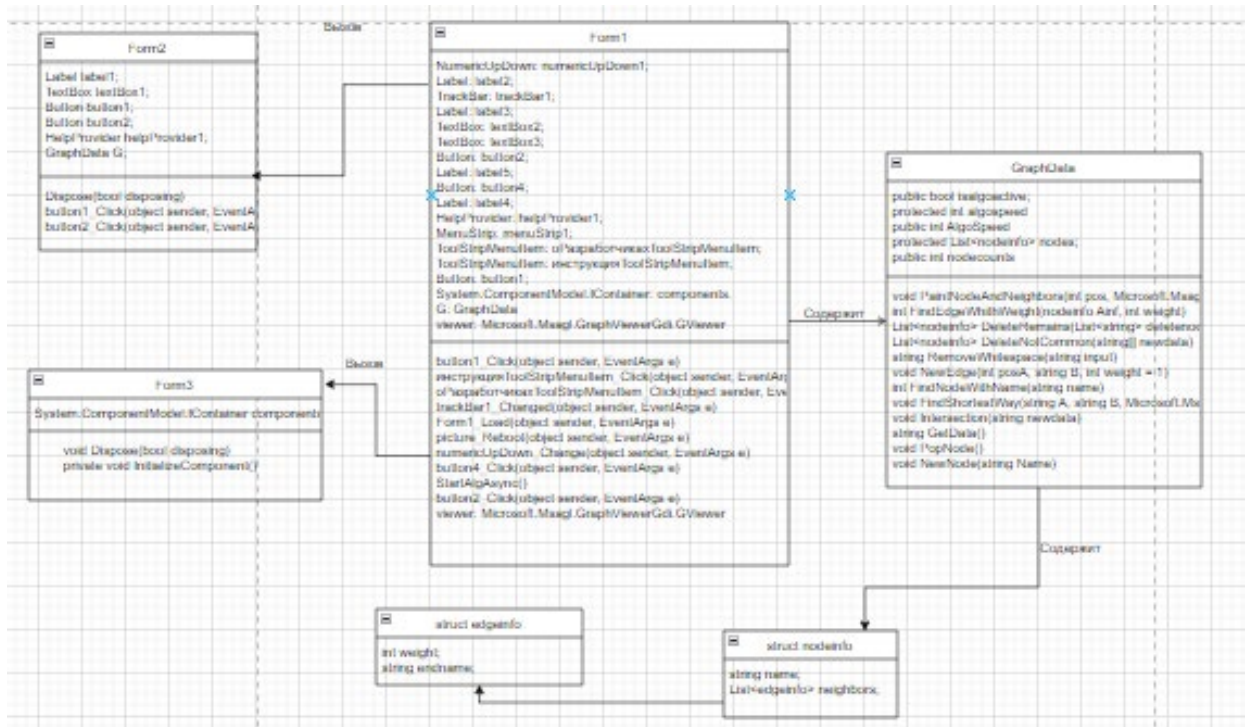 Form2
Label label1;
TextBox textBox1;
Button button1;
Button button2;
HelpProvider helpProvider1;
GraphData G;
Dispose(bool disposing)
button1_Click(object sender, EventA
button2_Click(object sender, EventA
Вызов
Form1
NumericUpDown: numericUpDown1;
Label: label2;
TrackBar: trackBar1;
Label: label3;
TextBox: textBox2;
TextBox: textBox3;
Button: button2;
Label: label5;
Button: button4;
Label: label4;
HelpProvider: helpProvider1;
MenuStrip: menuStrip1;
ToolStripMenuItem: оРазработчикахToolStripMenuItem;
ToolStripMenuItem: инструкцияToolStripMenuItem;
Button: button1;
System.ComponentModel.IContainer: components.
G: GraphData
viewer: Microsoft.Msagl.GraphViewerGdi.GViewer
button1_Click(object sender, EventArgs e)
инструкцияToolStripMenuItem_Click(object sender, EventArg
оРазработчикахToolStripMenuItem_Click(object sender, Eve
trackBar1_Changed(object sender, EventArgs e)
Form1_Load(object sender, EventArgs e)
picture_Reboot(object sender, EventArgs e)
numericUpDown_Change(object sender, EventArgs e)
button4_Click(object sender, EventArgs e)
StartAlgAsync()
button2_Click(object sender, EventArgs e)
viewer: Microsoft.Msagl.GraphViewerGdi.GViewer
Содержит
GraphData
public bool isalgoactive;
protected int algospeed
public int AlgoSpeed
protected List<nodeinfo> nodes;
public int nodecounts
void PaintNodeAndNeighbors(int pos, Microsoft.Msag
int FindEdgeWhithWeight(nodeinfo Ainf, int weight)
List<nodeinfo> DeleteRemains(List<string> deletenod
List<nodeinfo> DeleteNotCommon(string[] newdata)
string RemoveWhitespace(string input)
void NewEdge(int posA, string B, int weight =-1)
int FindNodeWithName(string name)
void FindShortestWay(string A, string B, Microsoft.Ms
void Intersection(string newdata)
string GetData()
void PopNode()
void NewNode(string Name)
Вызов
Form3
System.ComponentModel.IContainer components
void Dispose(bool disposing)
private void InitializeComponent()
Содержит
struct edgeinfo
int weight;
string endname;
struct nodeinfo
string name;
List<edgeinfo> neighbors;